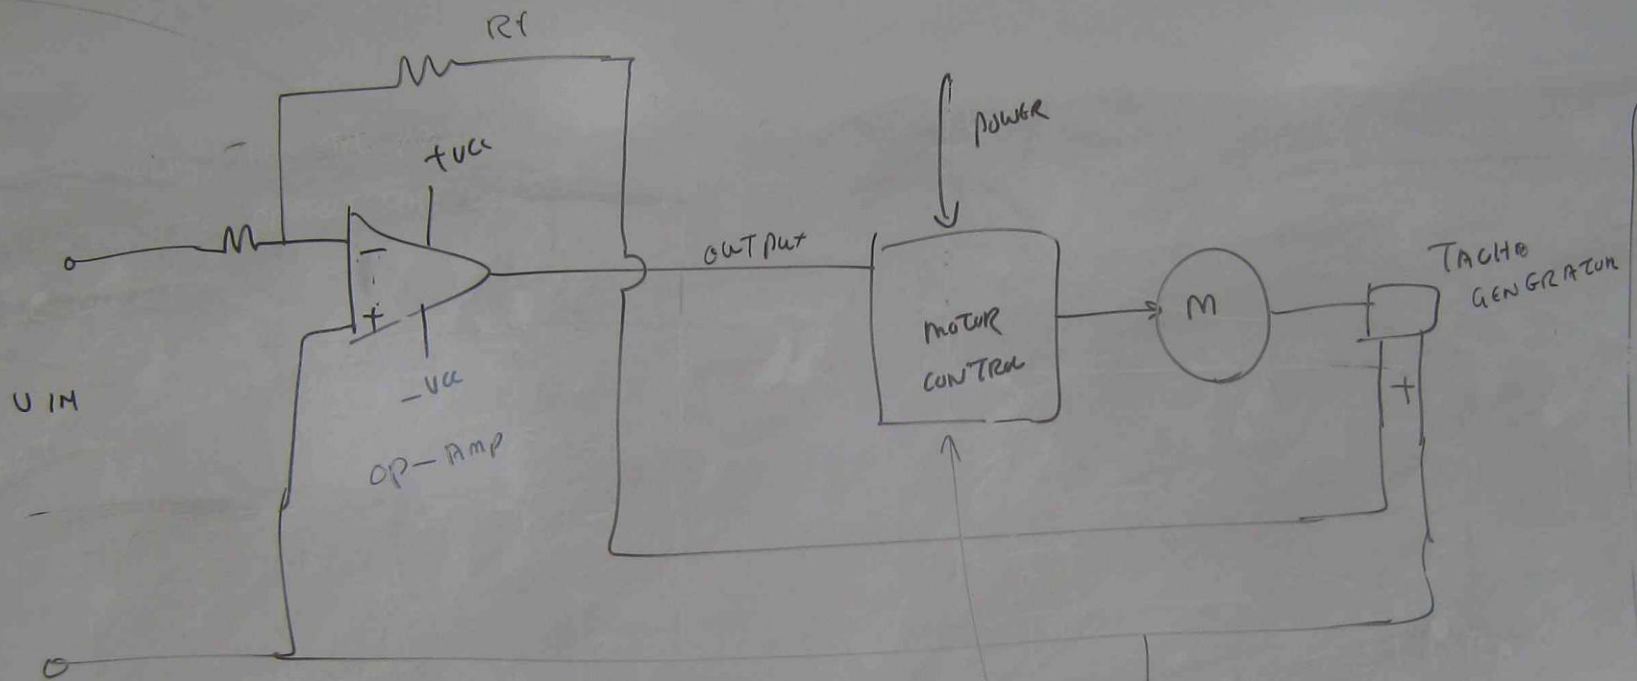 Rf
+VCC
POWER
OUTPUT
TACHO
GENERATOR
-
M
MOTOR
CONTROL
+
-VCC
+
V IN
OP-AMP